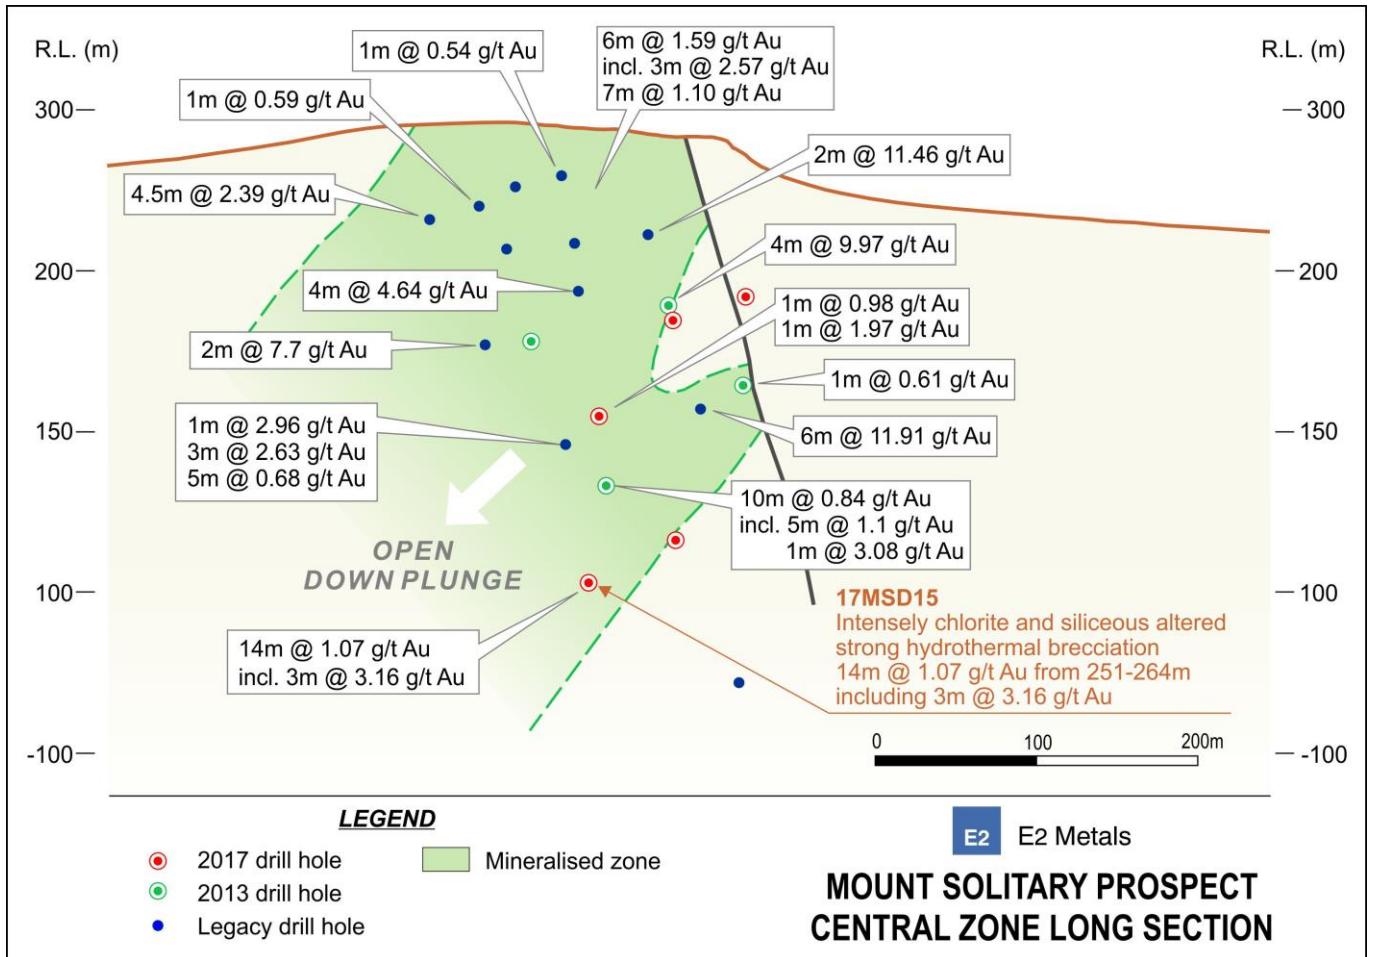 R.L. (m)
1m @ 0.54 g/t Au
6m @ 1.59 g/t Au
incl. 3m @ 2.57 g/t Au
7m @ 1.10 g/t Au
R.L. (m)
300
1m @ 0.59 g/t Au
300
2m @ 11.46 g/t Au
4.5m @ 2.39 g/t Au
4m @ 9.97 g/t Au
200
4m @ 4.64 g/t Au
200
1m @ 0.98 g/t Au
1m @ 1.97 g/t Au
2m @ 7.7 g/t Au
1m @ 0.61 g/t Au
1m @ 2.96 g/t Au
3m @ 2.63 g/t Au
5m @ 0.68 g/t Au
150
6m @ 11.91 g/t Au
150
10m @ 0.84 g/t Au
incl. 5m @ 1.1 g/t Au
1m @ 3.08 g/t Au
OPEN
DOWN PLUNGE
100
100
17MSD15
Intensely chlorite and siliceous altered
strong hydrothermal brecciation
14m @ 1.07 g/t Au from 251-264m
including 3m @ 3.16 g/t Au
14m @ 1.07 g/t Au
incl. 3m @ 3.16 g/t Au
0 100 200m
-100
-100
LEGEND
2017 drill hole
2013 drill hole
Legacy drill hole
Mineralised zone
E2
E2 Metals
MOUNT SOLITARY PROSPECT
CENTRAL ZONE LONG SECTION